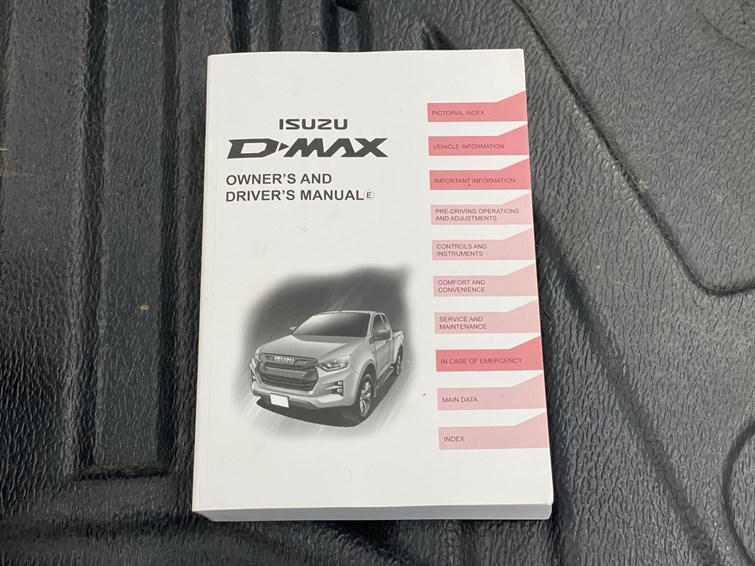 ISUZU
D-MAX
OWNER'S AND
DRIVER'S MANUAL E
PICTORIAL INDEX
VEHICLE INFORMATION
IMPORTANT INFORMATION
PRE-DRIVING OPERATIONS
AND ADJUSTMENTS
CONTROLS AND
INSTRUMENTS
COMFORT AND
CONVENIENCE
SERVICE AND
MAINTENANCE
IN CASE OF EMERGENCY
MAIN DATA
INDEX
ISUZU